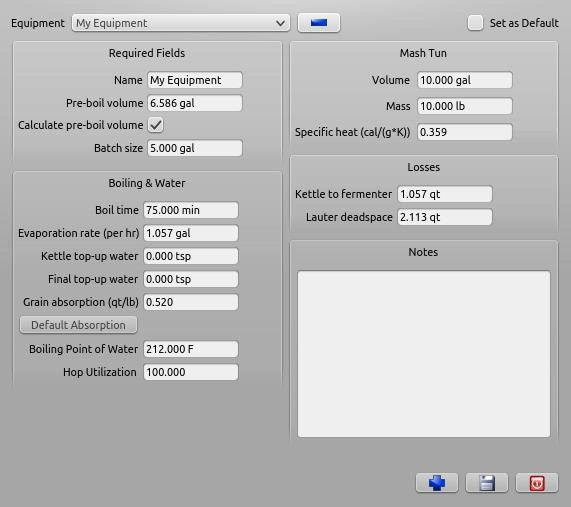 Equipment My Equipment Set as Default
Required Fields
Name My Equipment
Pre-boil volume 6.586 gal
Calculate pre-boil volume
Batch size 5.000 gal
Boiling & Water
Boil time 75.000 min
Evaporation rate (per hr) 1.057 gal
Kettle top-up water 0.000 tsp
Final top-up water 0.000 tsp
Grain absorption (qt/lb) 0.520
Default Absorption
Boiling Point of Water 212.000 F
Hop Utilization 100.000
Mash Tun
Volume 10.000 gal
Mass 10.000 lb
Specific heat (cal/(g*K)) 0.359
Losses
Kettle to fermenter 1.057 qt
Lauter deadspace 2.113 qt
Notes